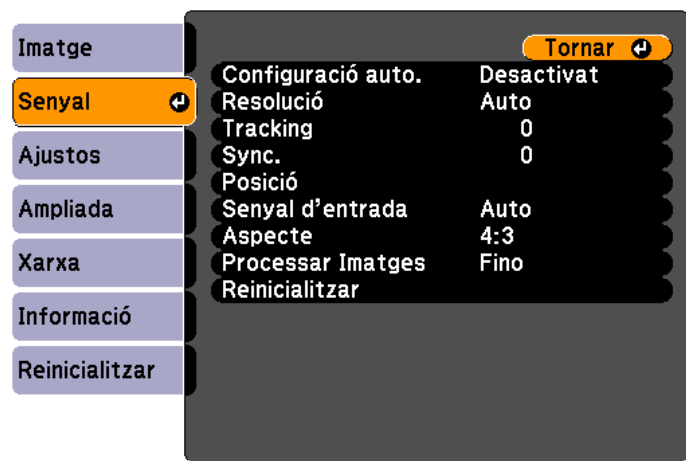 Imatge
Senyal
Ajustos
Ampliada
Xarxa
Informació
Reinicialitzar
Tornar
Configuració auto. Desactivat
Resolució Auto
Tracking 0
Sync. 0
Posició
Senyal d'entrada Auto
Aspecte 4:3
Processar Imatges Fino
Reinicialitzar